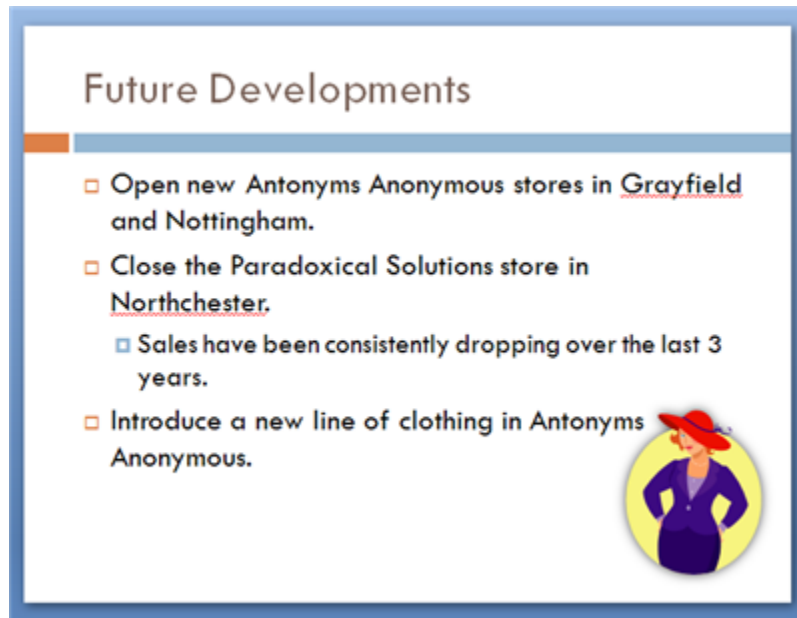 Future Developments
Open new Antonyms Anonymous stores in Grayfield
and Nottingham.
Close the Paradoxical Solutions store in
Northchester.
Sales have been consistently dropping over the last 3
years.
Introduce a new line of clothing in Antonyms
Anonymous.